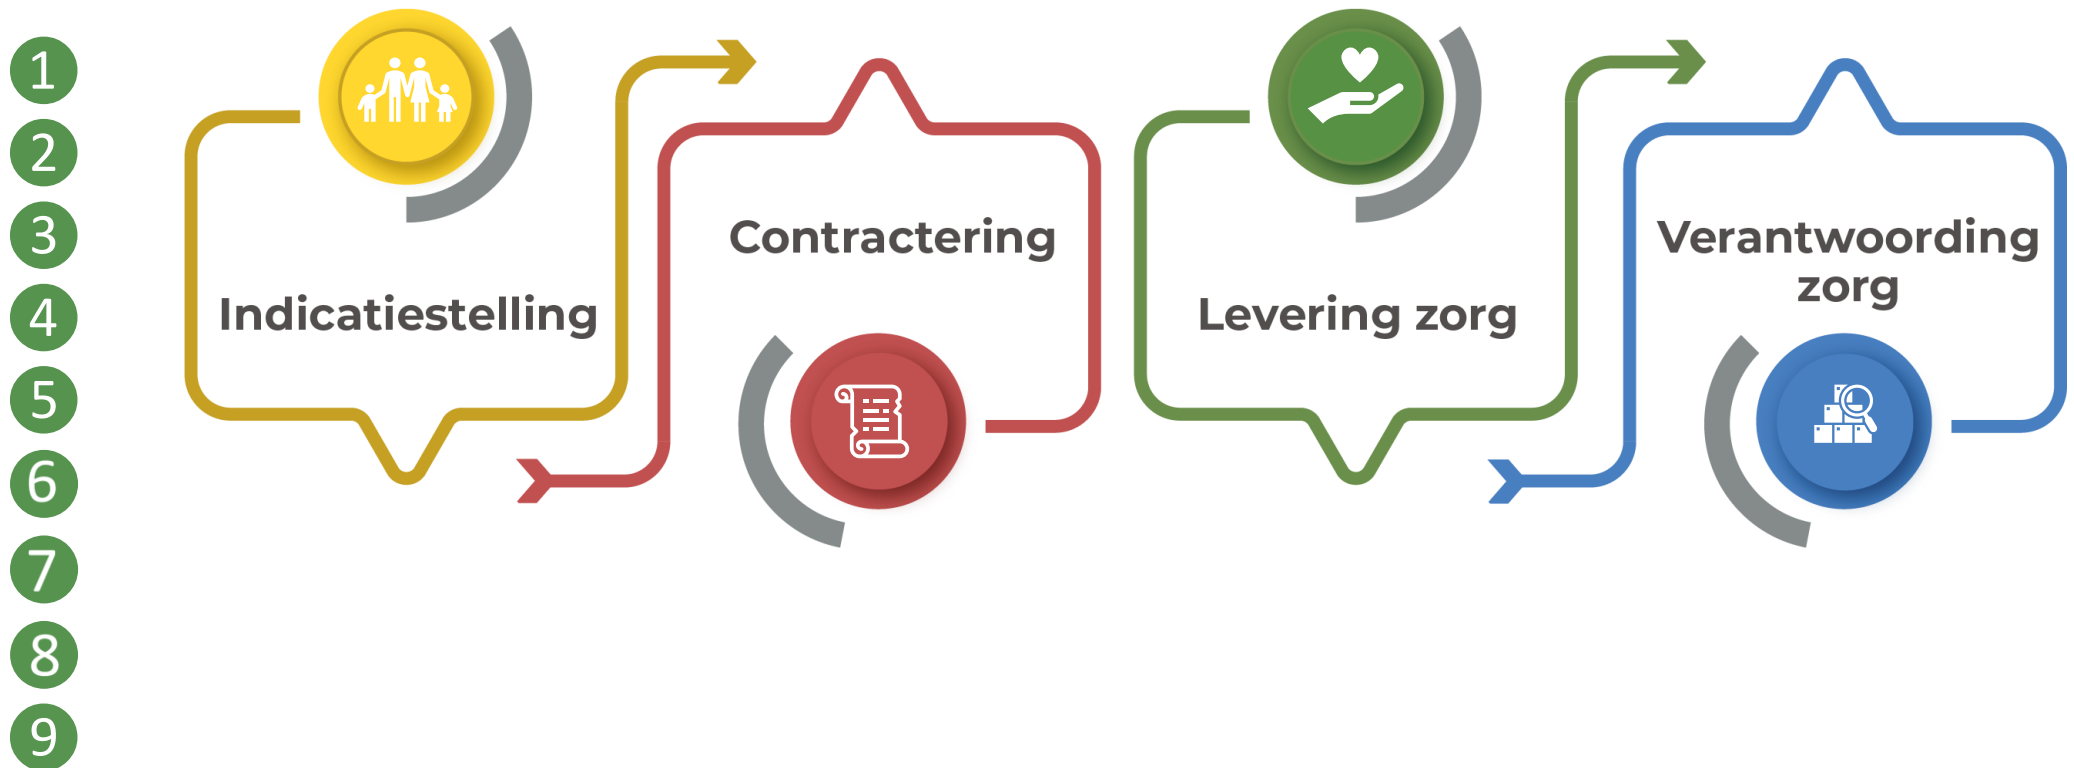 1
2
3
4
5
6
7
8
9
Indicatiestelling
Contractering
Levering zorg
Verantwoording
zorg